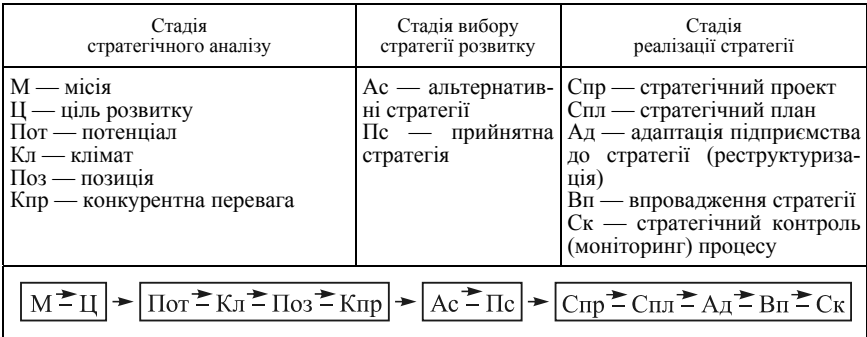 Стадія
стратегічного аналізу
Стадія вибору
стратегії розвитку
Стадія
реалізації стратегії
М — місія
Ц — ціль розвитку
Пот — потенціал
Кл — клімат
Поз — позиція
Кпр — конкурентна перевага
Ас — альтернатив-
ні стратегії
Пс — прийнятна
стратегія
Спр — стратегічний проект
Спл — стратегічний план
Ад — адаптація підприємства
до стратегії (реструктуриза-
ція)
Вп — впровадження стратегії
Ск — стратегічний контроль
(моніторинг) процесу
М → Ц → Пот → Кл → Поз → Кпр → Ас → Пс → Спр → Спл → Ад → Вп → Ск